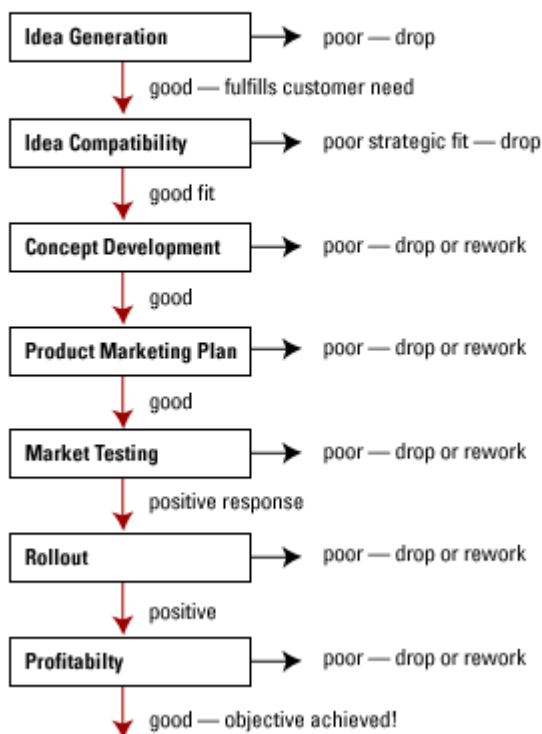 Idea Generation
poor — drop
good — fulfills customer need
Idea Compatibility
poor strategic fit — drop
good fit
Concept Development
poor — drop or rework
good
Product Marketing Plan
poor — drop or rework
good
Market Testing
poor — drop or rework
positive response
Rollout
poor — drop or rework
positive
Profitabilty
poor — drop or rework
good — objective achieved!